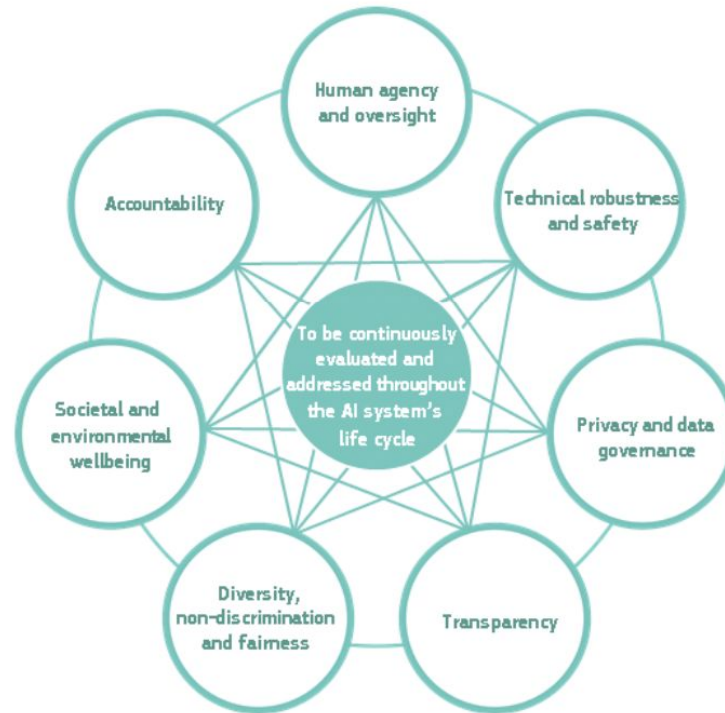 Human agency
and oversight
Technical robustness
and safety
Privacy and data
governance
Transparency
Diversity,
non-discrimination
and fairness
Societal and
environmental
wellbeing
Accountability
To be continuously
evaluated and
addressed throughout
the AI system's
life cycle